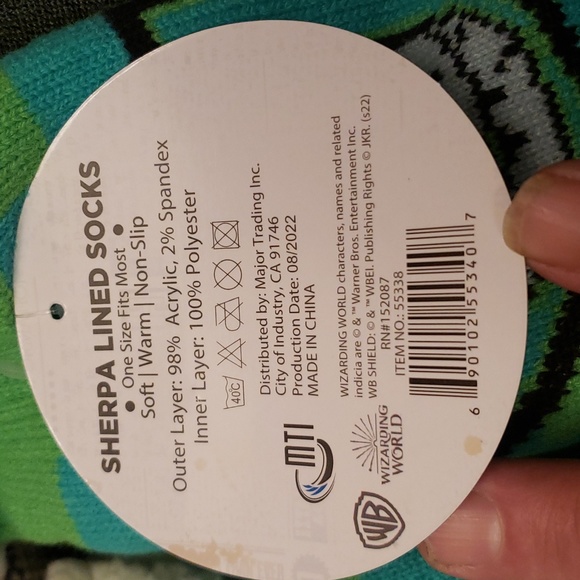 SHERPA LINED SOCKS
• One Size Fits Most •
Soft | Warm | Non-Slip
Outer Layer: 98% Acrylic, 2% Spandex
Inner Layer: 100% Polyester
40°C
Distributed by: Major Trading Inc.
City of Industry, CA 91746
Production Date: 08/2022
MADE IN CHINA
MTI
WIZARDING WORLD characters, names and related
indicia are © & ™ Warner Bros. Entertainment Inc.
WB SHIELD: © & ™ WBEI. Publishing Rights © JKR. (s22)
RN#152087
ITEM NO.: 55338
WB
WIZARDING
WORLD
6 90102 55340 7